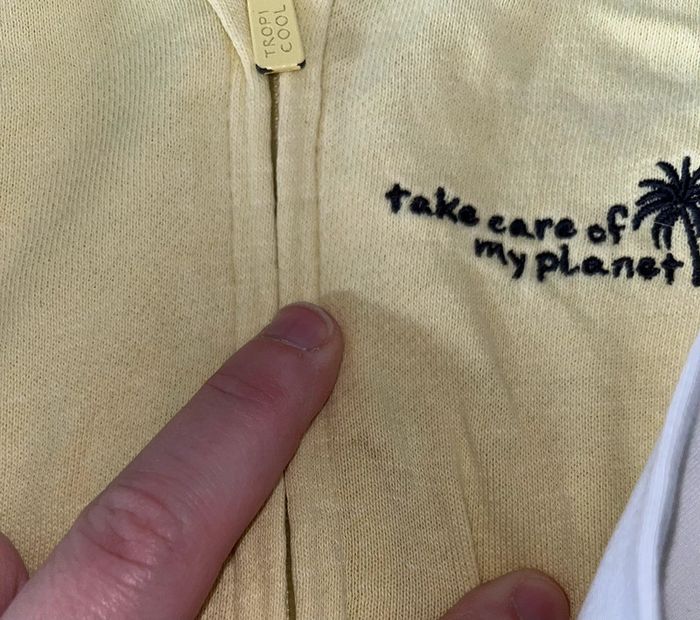 TROPI
COOL
take care of
my planet